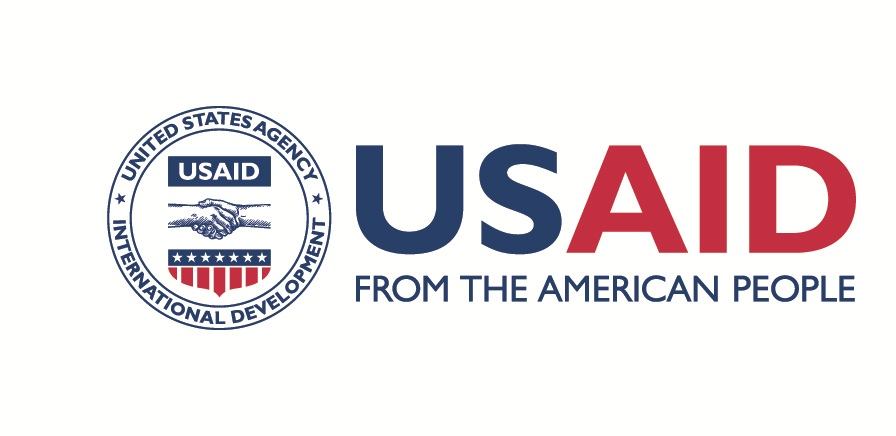 UNITED STATES AGENCY
USAID
INTERNATIONAL DEVELOPMENT
USAID
FROM THE AMERICAN PEOPLE